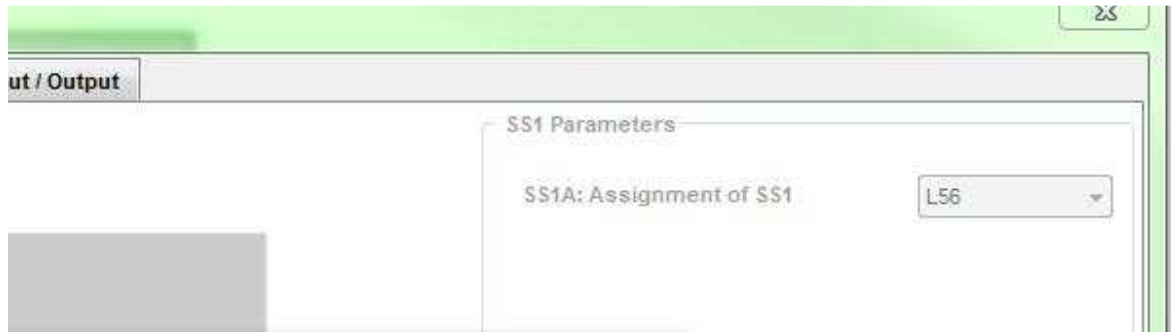 ut / Output
SS1 Parameters
SS1A: Assignment of SS1
L56